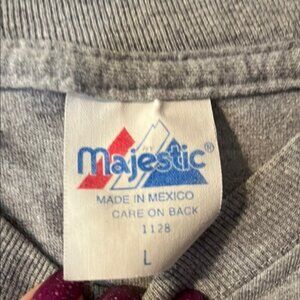 Majestic®
MADE IN MEXICO
CARE ON BACK
1128
L